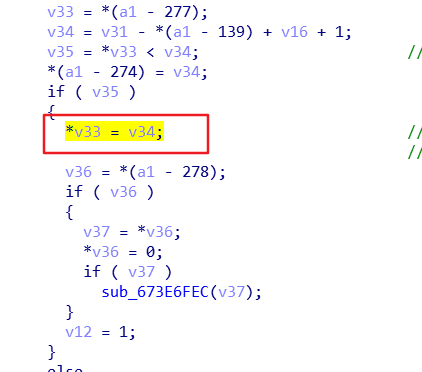 v33 = *(a1 - 277);
v34 = v31 - *(a1 - 139) + v16 + 1;
v35 = *v33 < v34; //
*(a1 - 274) = v34;
if ( v35 )
{
*v33 = v34; //
//
v36 = *(a1 - 278);
if ( v36 )
{
v37 = *v36;
*v36 = 0;
if ( v37 )
sub_673E6FEC(v37);
}
v12 = 1;
}
else